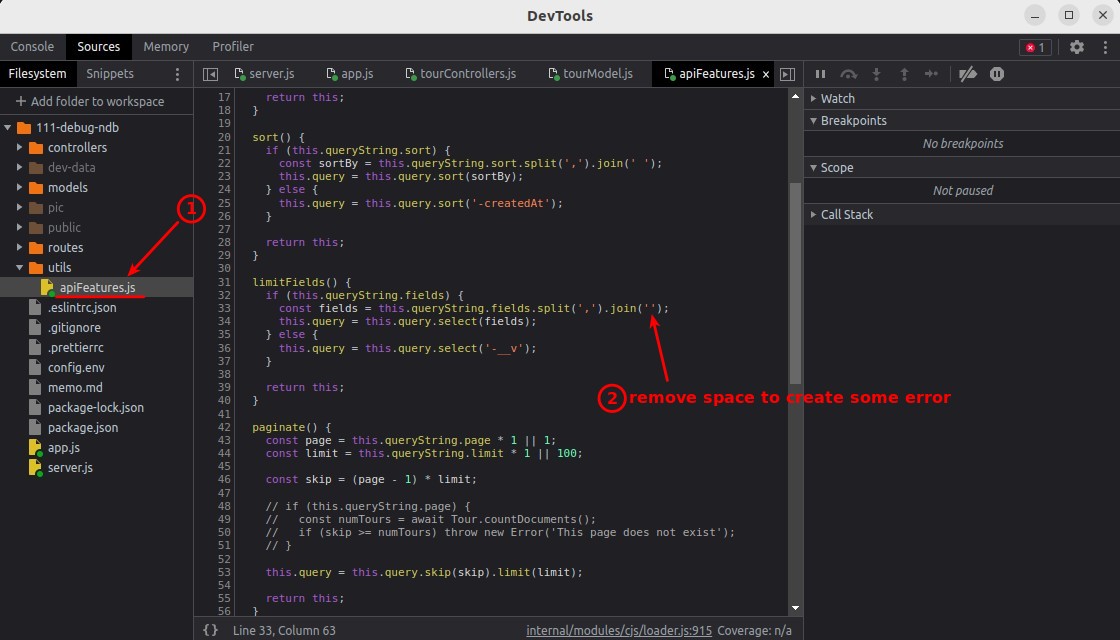 DevTools
Console Sources Memory Profiler 1
Filesystem Snippets
server.js app.js tourControllers.js tourModel.js apiFeatures.js ×
+ Add folder to workspace
111-debug-ndb
controllers
dev-data
models
pic
public
routes
utils
apiFeatures.js
.eslintrc.json
.gitignore
.prettierrc
config.env
memo.md
package-lock.json
package.json
app.js
server.js
1
17 return this;
18 }
19
20 sort() {
21 if (this.queryString.sort) {
22 const sortBy = this.queryString.sort.split(',').join(' ');
23 this.query = this.query.sort(sortBy);
24 } else {
25 this.query = this.query.sort('-createdAt');
26 }
27
28 return this;
29 }
30
31 limitFields() {
32 if (this.queryString.fields) {
33 const fields = this.queryString.fields.split(',').join('');
34 this.query = this.query.select(fields);
35 } else {
36 this.query = this.query.select('-__v');
37 }
38
39 return this;
40 }
41
42 paginate() {
43 const page = this.queryString.page * 1 || 1;
44 const limit = this.queryString.limit * 1 || 100;
45
46 const skip = (page - 1) * limit;
47
48 // if (this.queryString.page) {
49 // const numTours = await Tour.countDocuments();
50 // if (skip >= numTours) throw new Error('This page does not exist');
51 // }
52
53 this.query = this.query.skip(skip).limit(limit);
54
55 return this;
56 }
2 remove space to create some error
{} Line 33, Column 63 internal/modules/cjs/loader.js:915 Coverage: n/a
Watch
Breakpoints
No breakpoints
Scope
Not paused
Call Stack